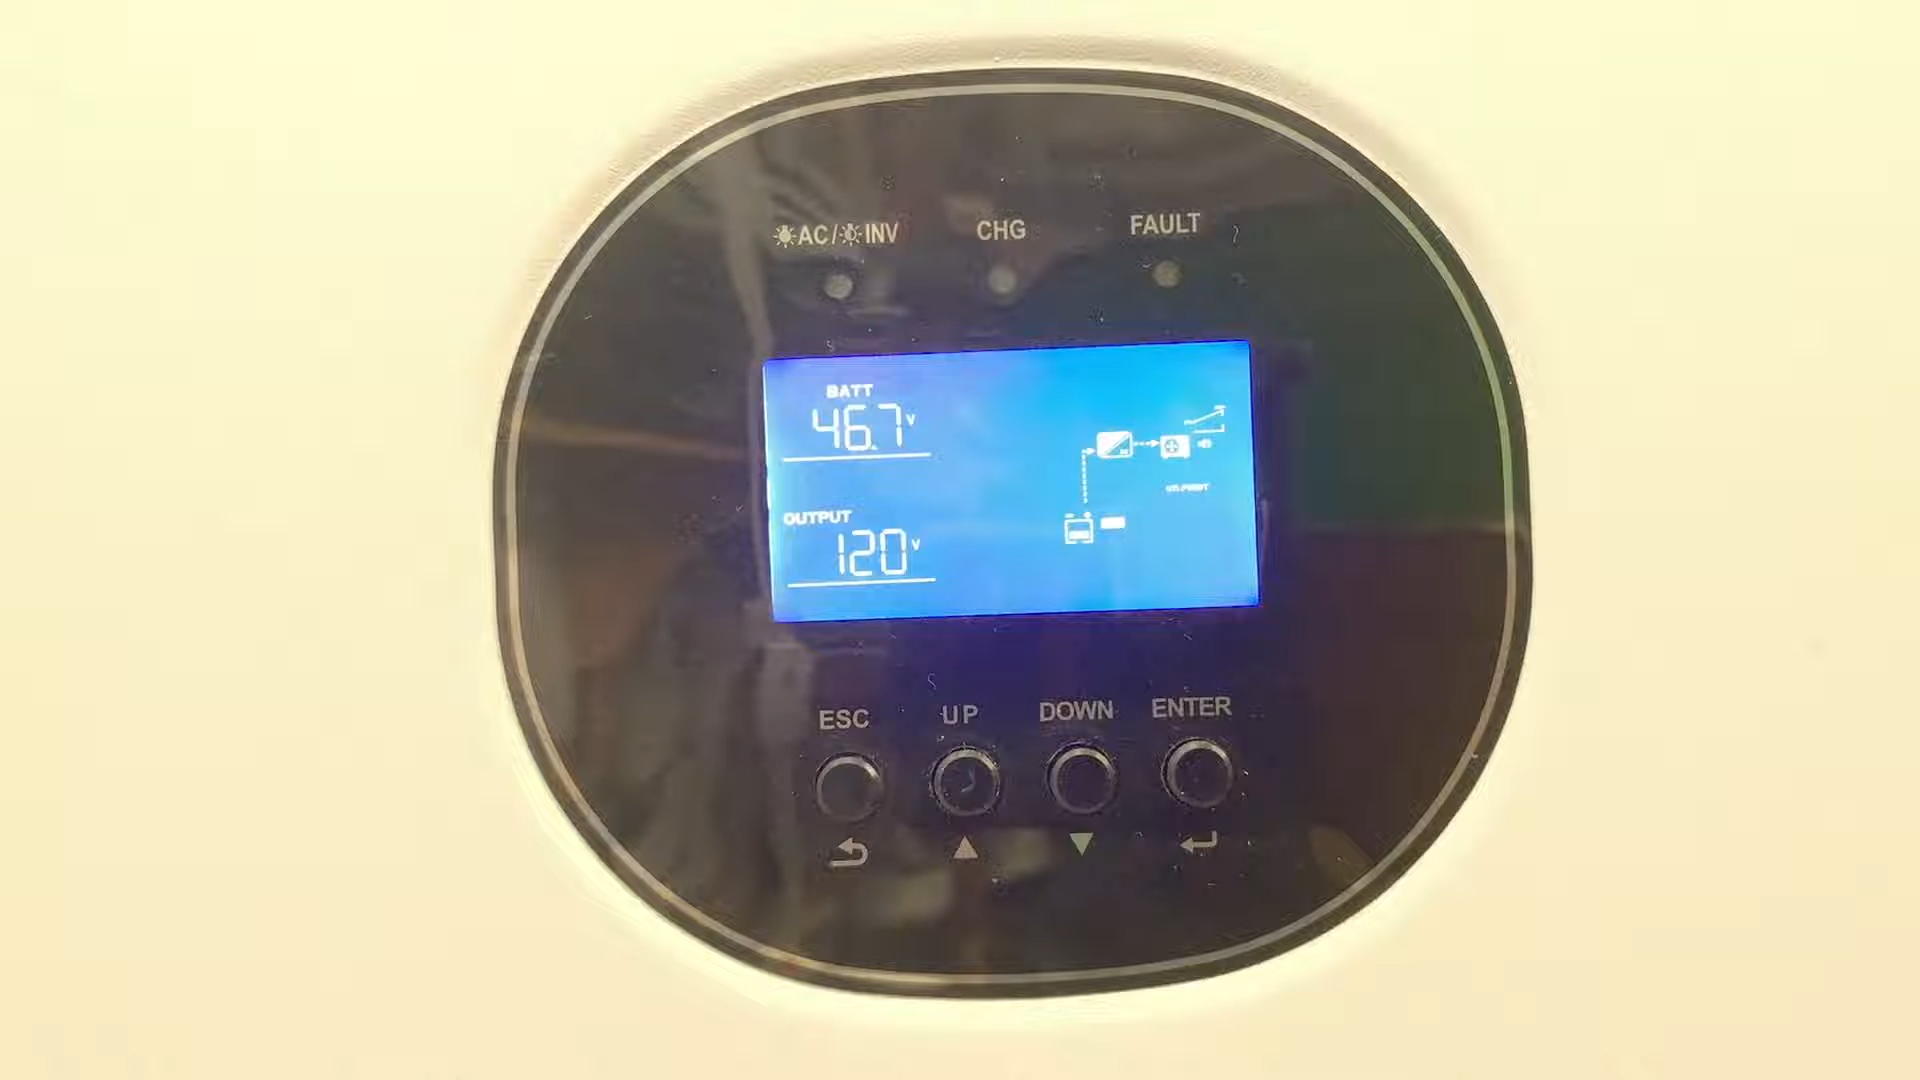 AC/ INV CHG FAULT
BATT
46.7V
OUTPUT
120V
ESC UP DOWN ENTER